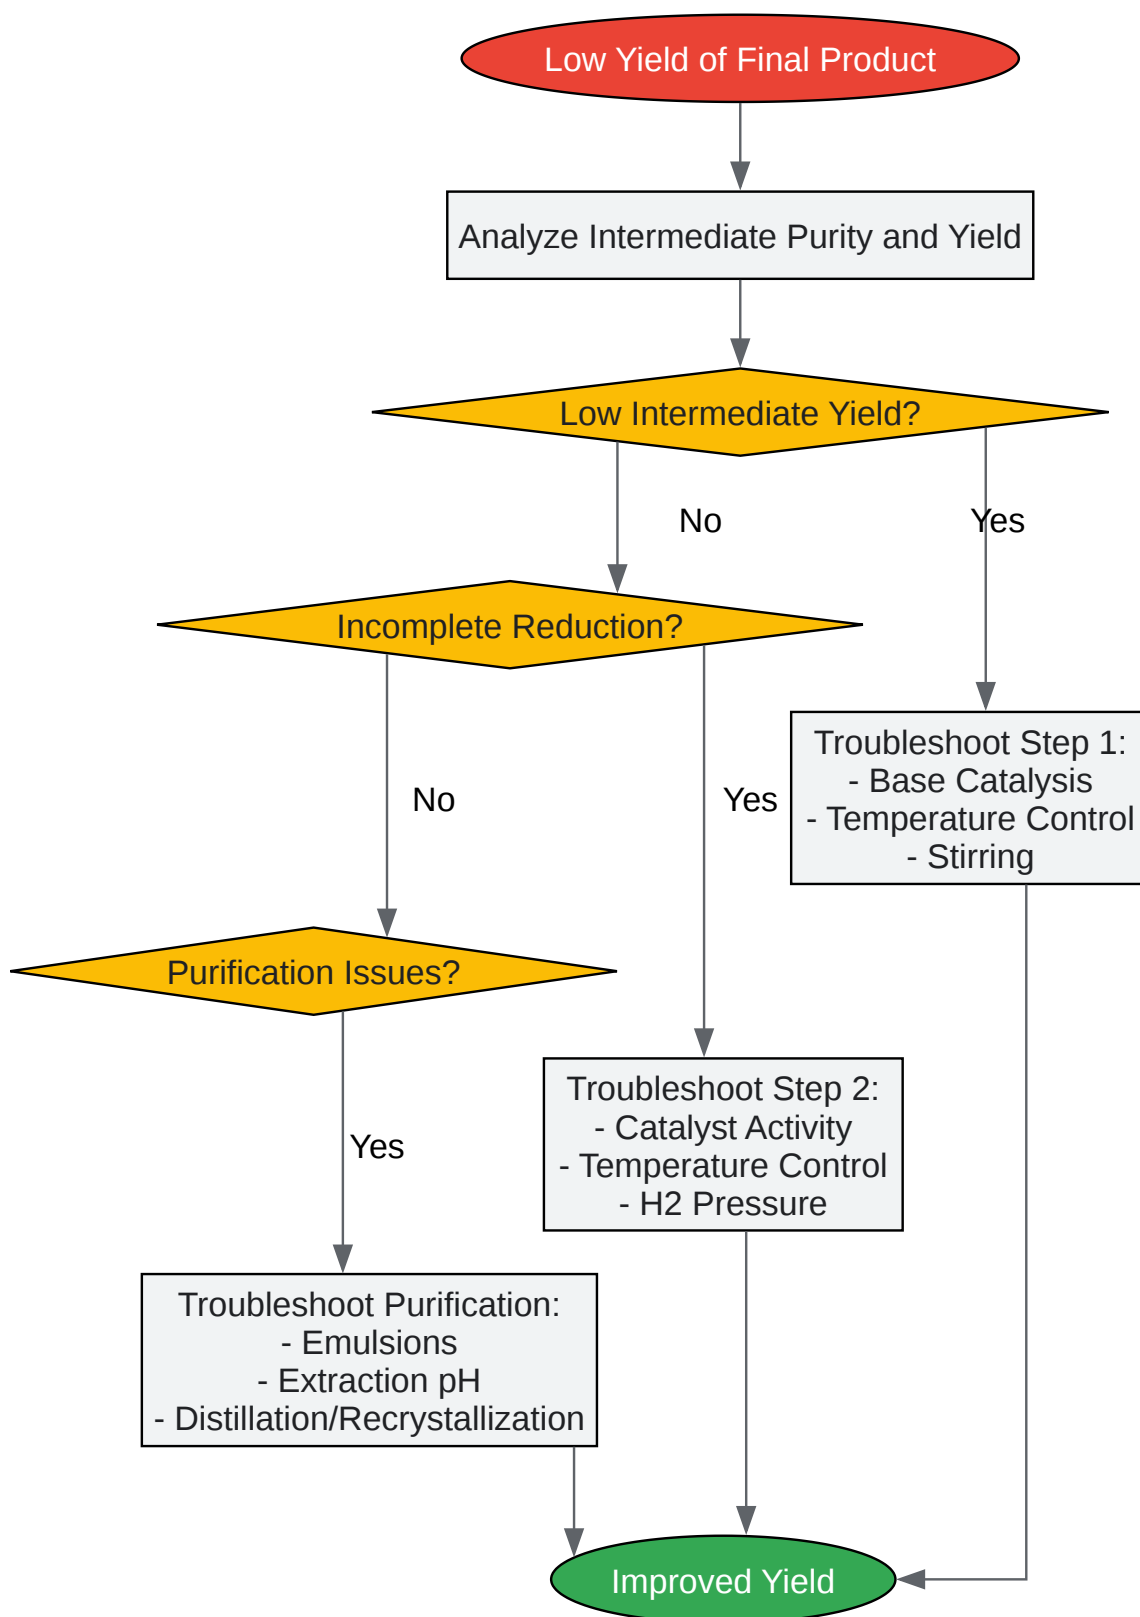 Low Yield of Final Product
Analyze Intermediate Purity and Yield
Low Intermediate Yield?
No
Yes
Incomplete Reduction?
Troubleshoot Step 1:
- Base Catalysis
- Temperature Control
- Stirring
No
Yes
Purification Issues?
Troubleshoot Step 2:
- Catalyst Activity
- Temperature Control
- H2 Pressure
Yes
Troubleshoot Purification:
- Emulsions
- Extraction pH
- Distillation/Recrystallization
Improved Yield